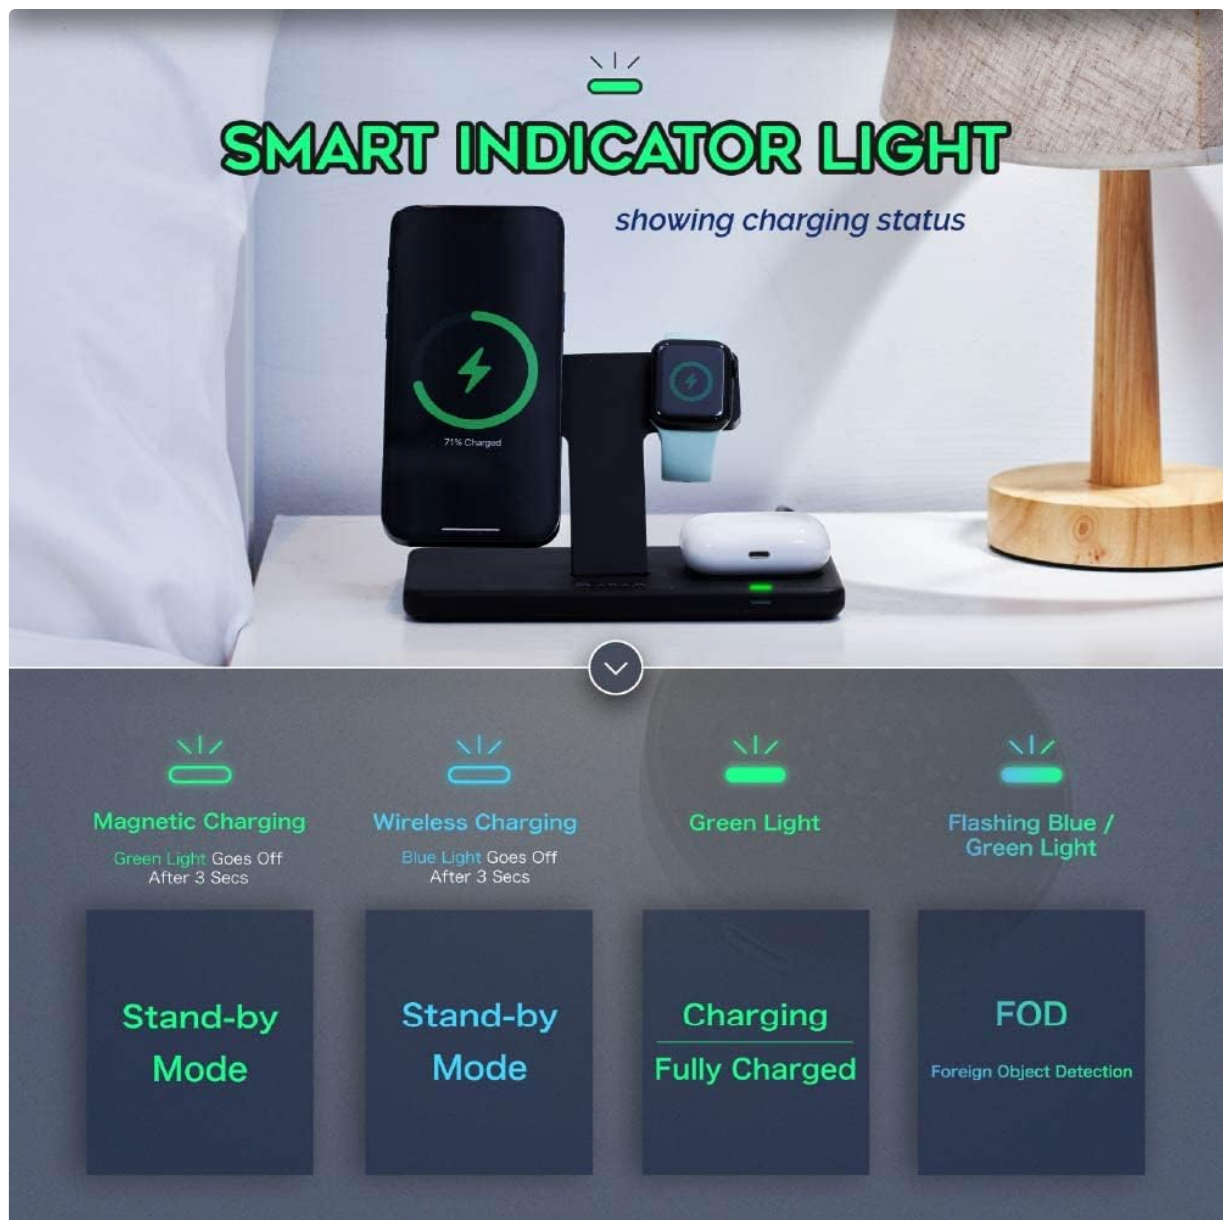 SMART INDICATOR LIGHT
showing charging status
71% Charged
Magnetic Charging
Green Light Goes Off
After 3 Secs
Wireless Charging
Blue Light Goes Off
After 3 Secs
Green Light
Flashing Blue /
Green Light
Stand-by
Mode
Stand-by
Mode
Charging
Fully Charged
FOD
Foreign Object Detection